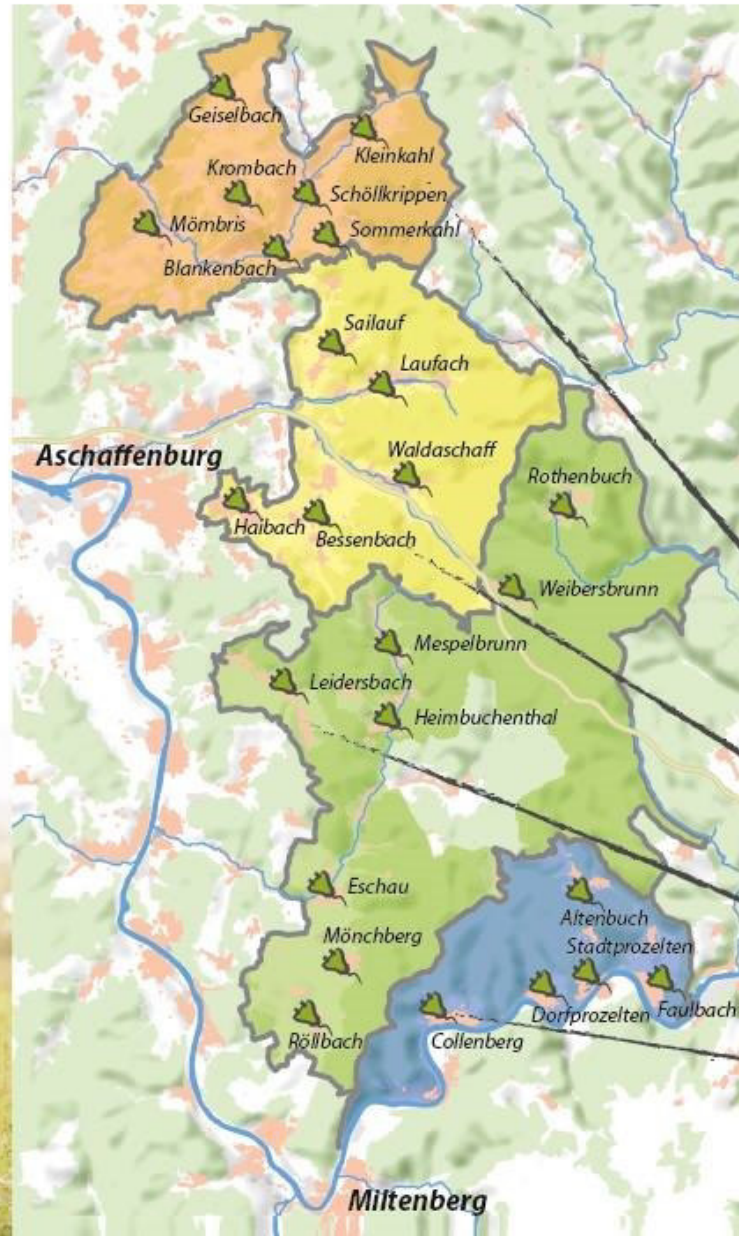 Geiselbach
Kleinkahl
Krombach
Schöllkrippen
Mömbris
Sommerkahl
Blankenbach
Sailauf
Laufach
Aschaffenburg
Waldaschaff
Rothenbuch
Haibach
Bessenbach
Weibersbrunn
Mespelbrunn
Leidersbach
Heimbuchenthal
Eschau
Altenbuch
Mönchberg
Stadtprozelten
Röllbach
Collenberg
Dorfprozelten
Faulbach
Miltenberg